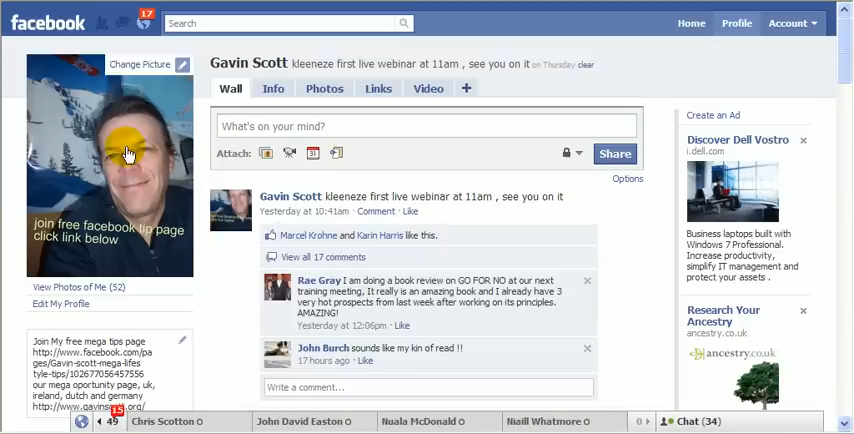 facebook
17
Search
Home
Profile
Account
Change Picture
Gavin Scott kleeneze first live webinar at 11am , see you on it on Thursday clear
Wall
Info
Photos
Links
Video
What's on your mind?
Attach:
31
Share
Options
join free facebook tip page
click link below
View Photos of Me (52)
Edit My Profile
Join My free mega tips page
http://www.facebook.com/pa
ges/Gavin-scott-mega-lifes
tyle-tips/102677056457556
our mega oportunity page, uk,
ireland, dutch and germany
http://www.gavinscott.org/
Gavin Scott kleeneze first live webinar at 11am , see you on it
Yesterday at 10:41am · Comment · Like
Marcel Krohne and Karin Harris like this.
View all 17 comments
Rae Gray I am doing a book review on GO FOR NO at our next
training meeting, It really is an amazing book and I already have 3
very hot prospects from last week after working on its principles.
AMAZING!
Yesterday at 12:06pm · Like
John Burch sounds like my kin of read !!
17 hours ago · Like
Write a comment...
Create an Ad
Discover Dell Vostro
i.dell.com
Business laptops built with
Windows 7 Professional.
Increase productivity,
simplify IT management and
protect your assets .
Research Your
Ancestry
ancestry.co.uk
ancestry.co.uk
15
49
Chris Scotton
John David Easton
Nuala McDonald
Niaill Whatmore
0
Chat (34)